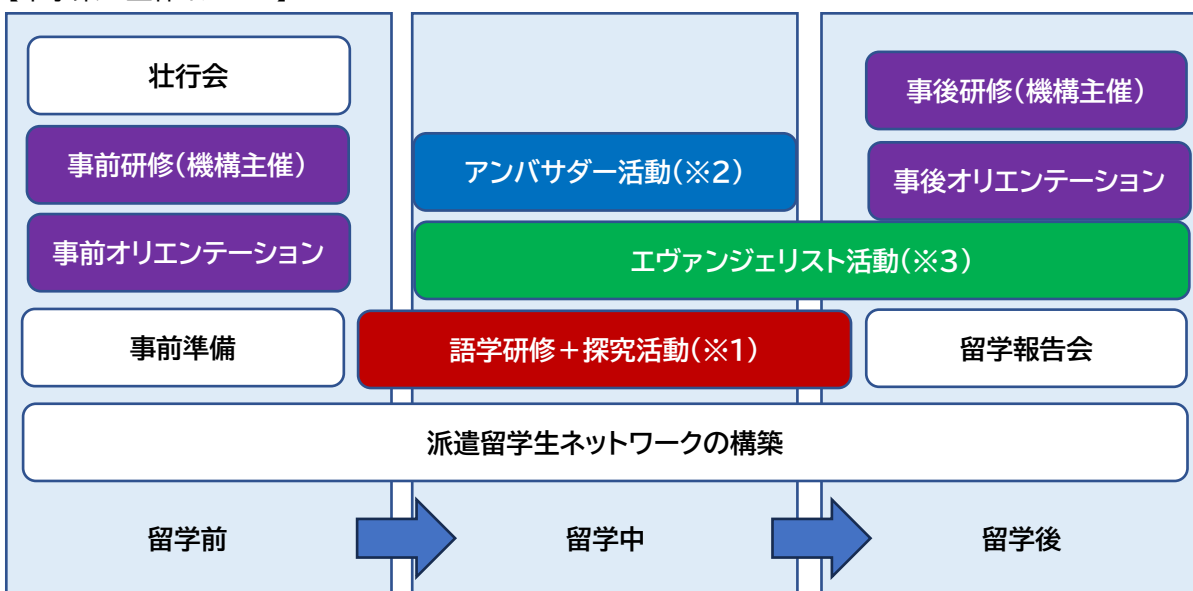 壮行会
事前研修(機構主催)
事前オリエンテーション
事前準備
アンバサダー活動(※2)
エヴァンジェリスト活動(※3)
語学研修+探究活動(※1)
事後研修(機構主催)
事後オリエンテーション
留学報告会
派遣留学生ネットワークの構築
留学前
留学中
留学後